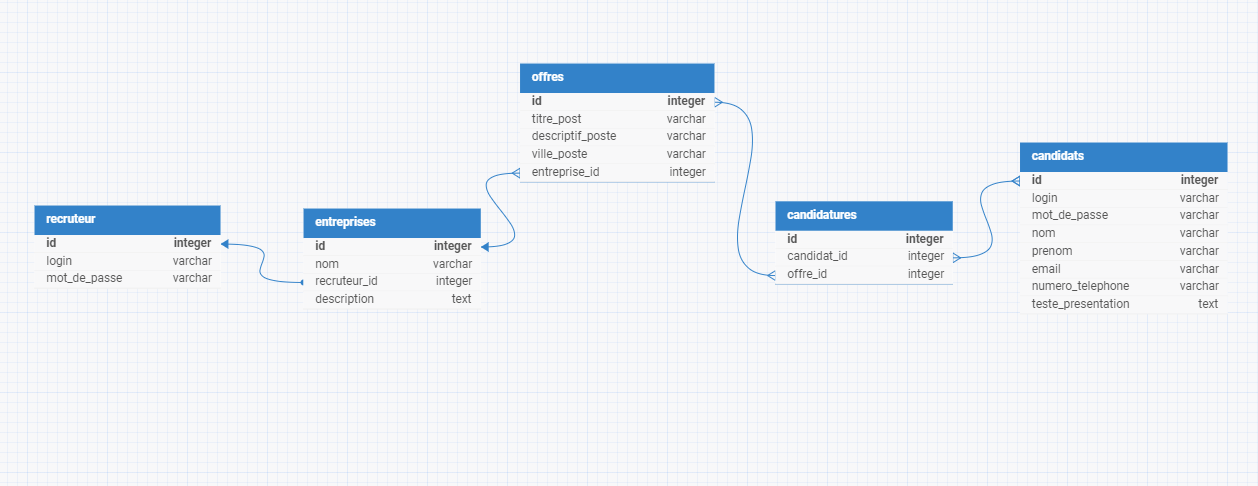 recruteur
id integer
login varchar
mot_de_passe varchar
entreprises
id integer
nom varchar
recruteur_id integer
description text
offres
id integer
titre_post varchar
descriptif_poste varchar
ville_poste varchar
entreprise_id integer
candidatures
id integer
candidat_id integer
offre_id integer
candidats
id integer
login varchar
mot_de_passe varchar
nom varchar
prenom varchar
email varchar
numero_telephone varchar
teste_presentation text